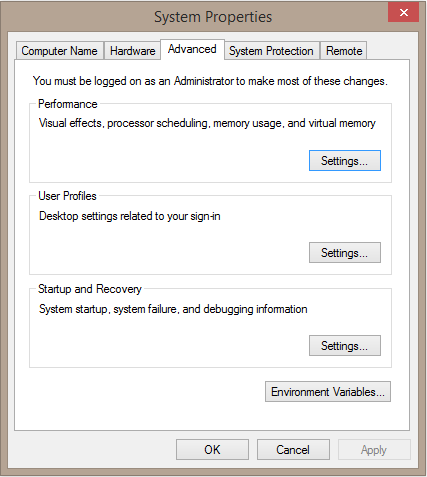 System Properties
Computer Name Hardware Advanced System Protection Remote
You must be logged on as an Administrator to make most of these changes.
Performance
Visual effects, processor scheduling, memory usage, and virtual memory
Settings...
User Profiles
Desktop settings related to your sign-in
Settings...
Startup and Recovery
System startup, system failure, and debugging information
Settings...
Environment Variables...
OK Cancel Apply